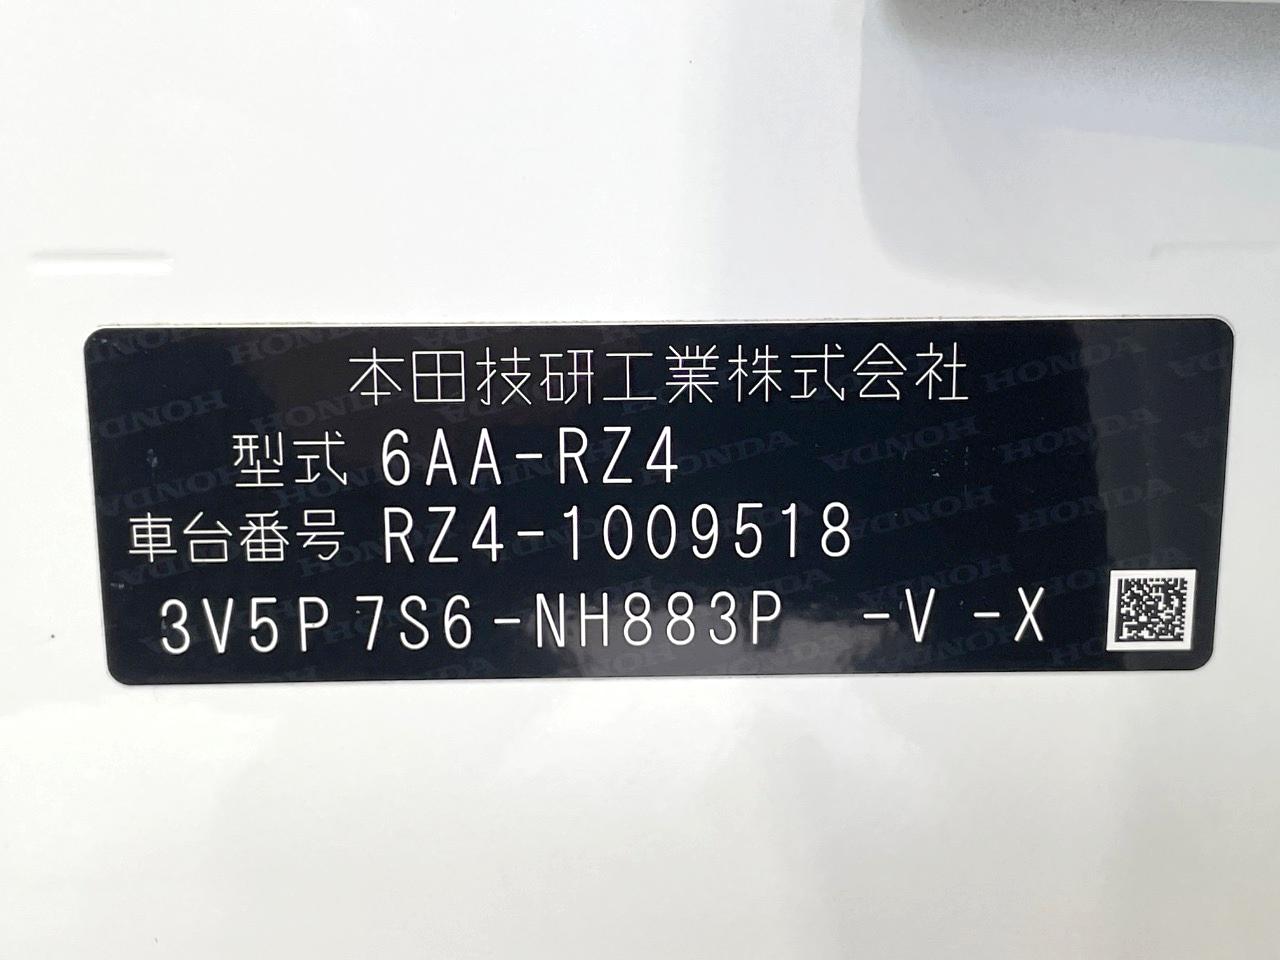 本田技研工業株式会社
型式 6AA-RZ4
車台番号 RZ4-1009518
3V5P 7S6-NH883P -V -X